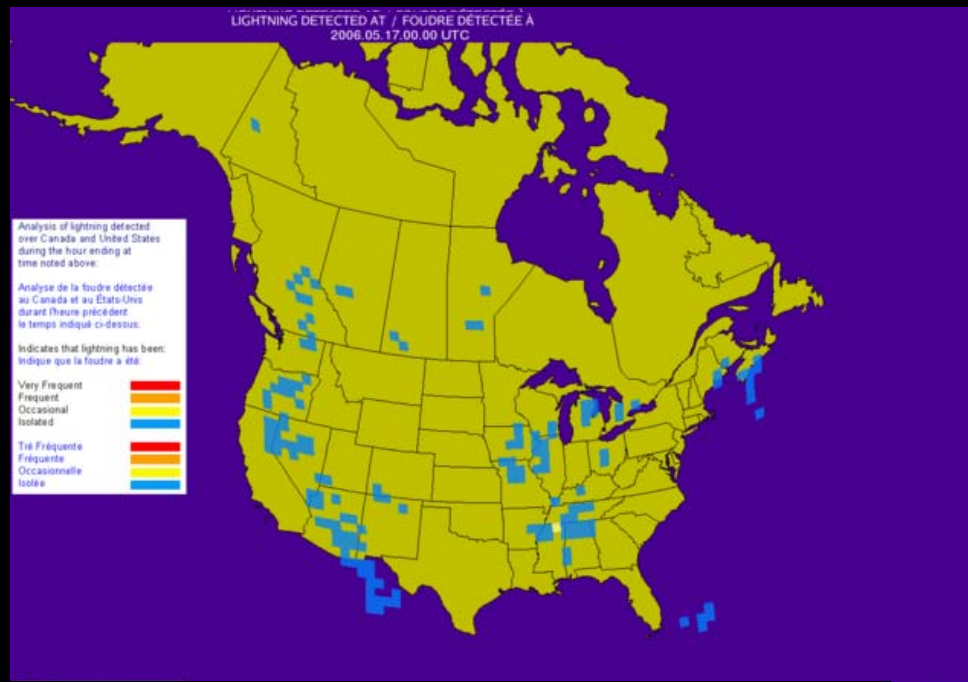 LIGHTNING DETECTED AT / FOUDRE DÉTECTÉE À
2006.05.17.00.00 UTC
Analysis of lightning detected
over Canada and United States
during the hour ending at
time noted above:
Analyse de la foudre détectée
au Canada et au États-Unis
durant l'heure précédent
le temps indiqué ci-dessus:
Indicates that lightning has been:
Indique que la foudre a été:
Very Frequent
Frequent
Occasional
Isolated
Tré Fréquente
Fréquente
Occasionnelle
Isolée